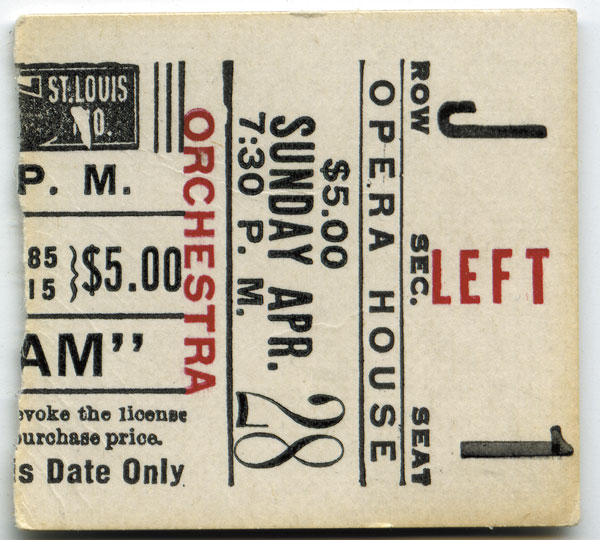 ST. LOUIS
MO.
P. M.
85
15
$5.00
AM"
evoke the license
purchase price.
is Date Only
ORCHESTRA
$5.00
SUNDAY APR. 28
7:30 P. M.
OPERA HOUSE
ROW J
SEC. LEFT
SEAT 1